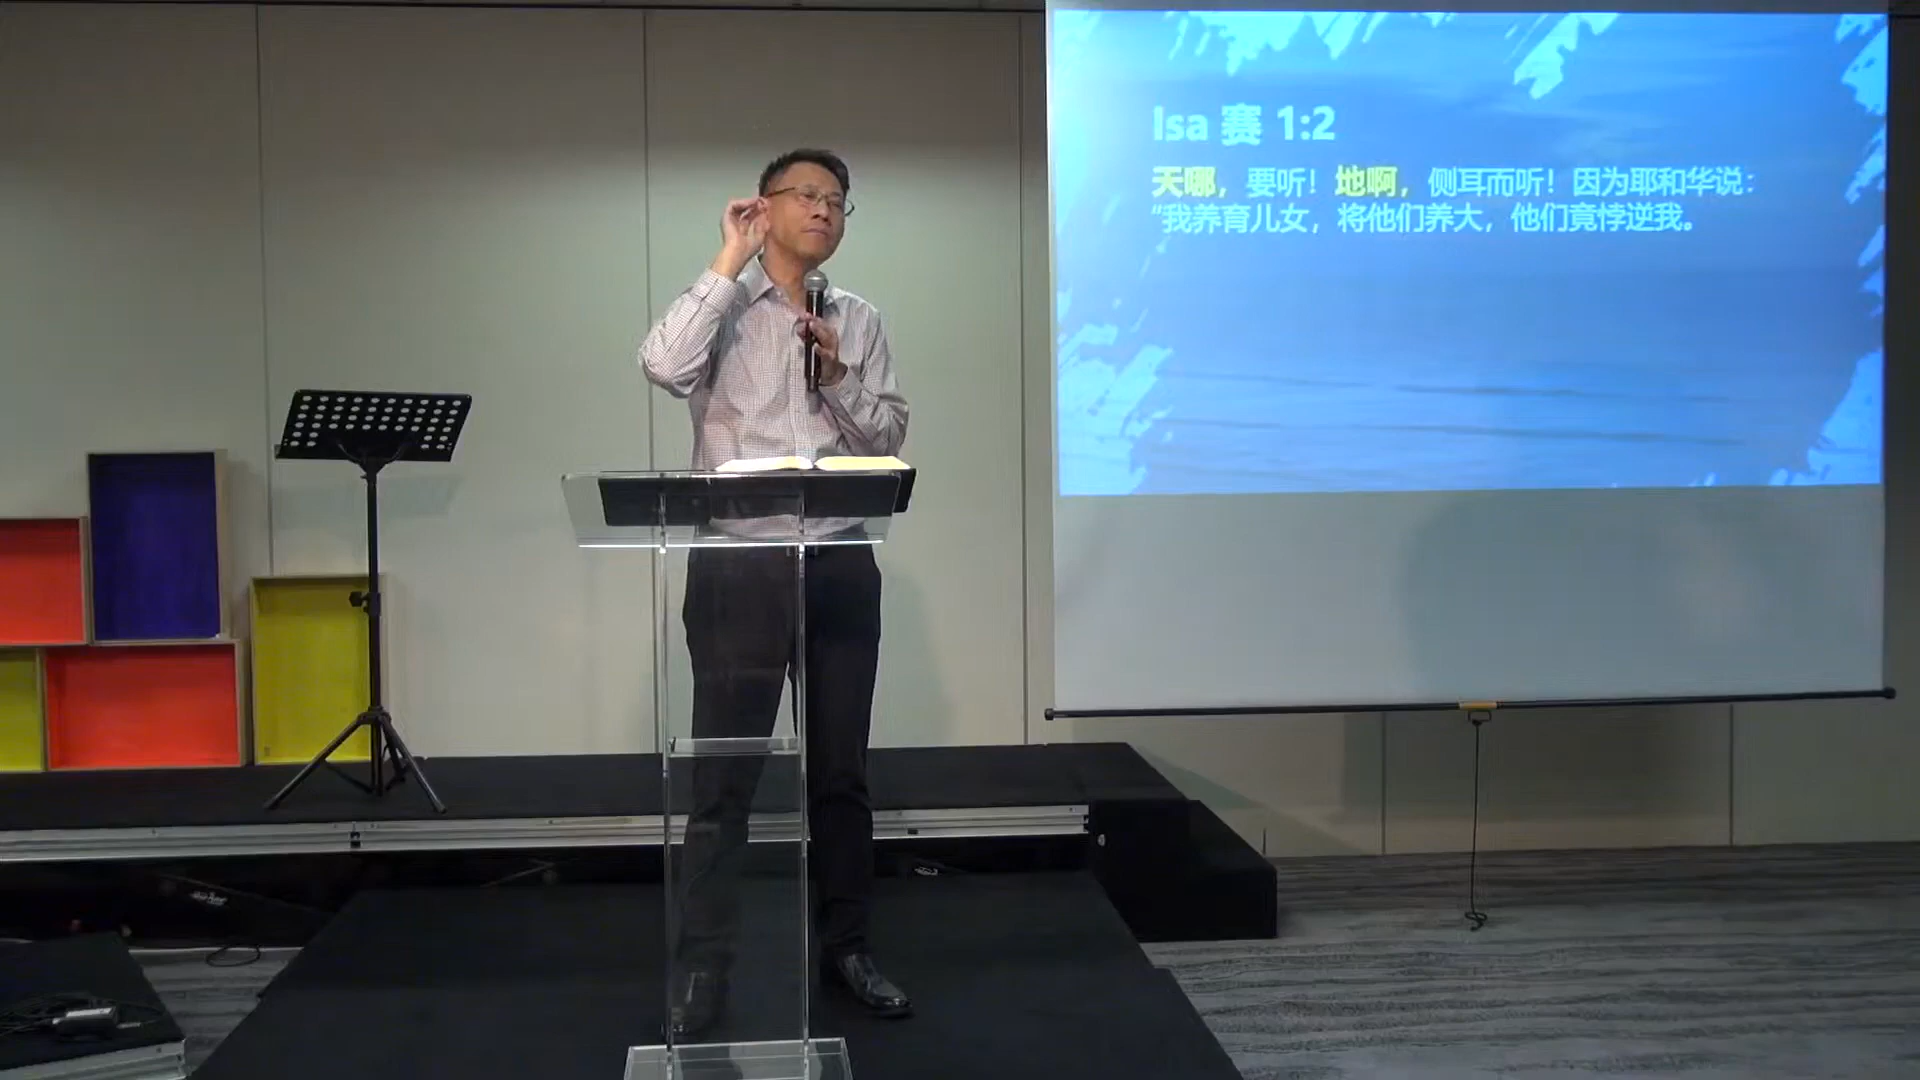 Isa 赛 1:2
天哪，要听！地啊，侧耳而听！因为耶和华说：
“我养育儿女，将他们养大，他们竟悖逆我。